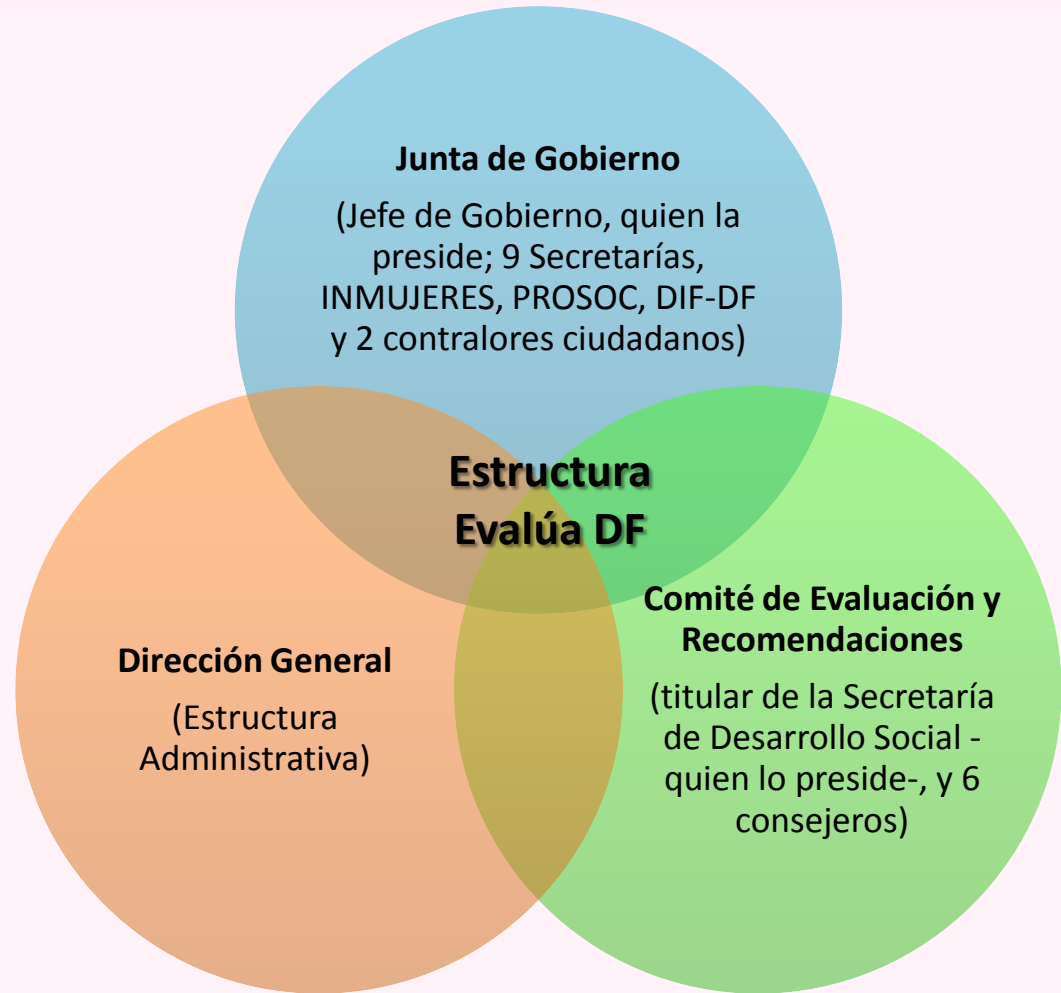 Junta de Gobierno
(Jefe de Gobierno, quien la
preside; 9 Secretarías,
INMUJERES, PROSOC, DIF-DF
y 2 contralores ciudadanos)
Estructura
Evalúa DF
Dirección General
(Estructura
Administrativa)
Comité de Evaluación y
Recomendaciones
(titular de la Secretaría
de Desarrollo Social -
quien lo preside-, y 6
consejeros)